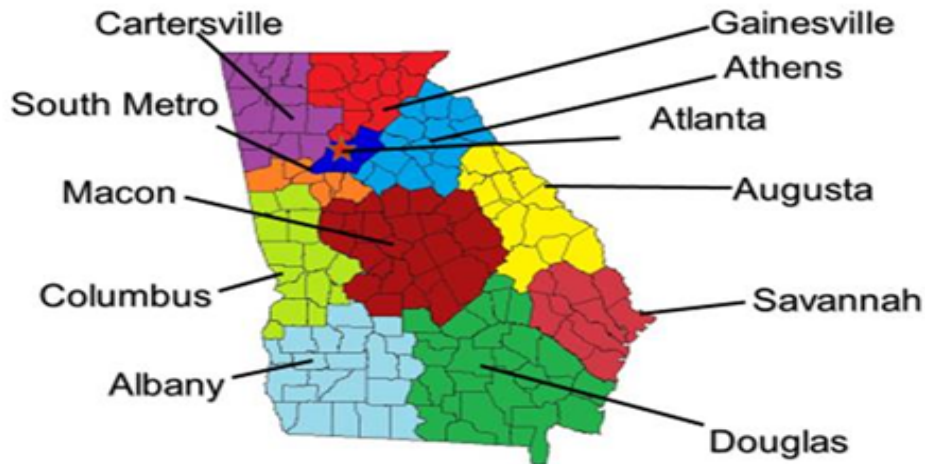 Cartersville
Gainesville
Athens
South Metro
Atlanta
Macon
Augusta
Columbus
Savannah
Albany
Douglas